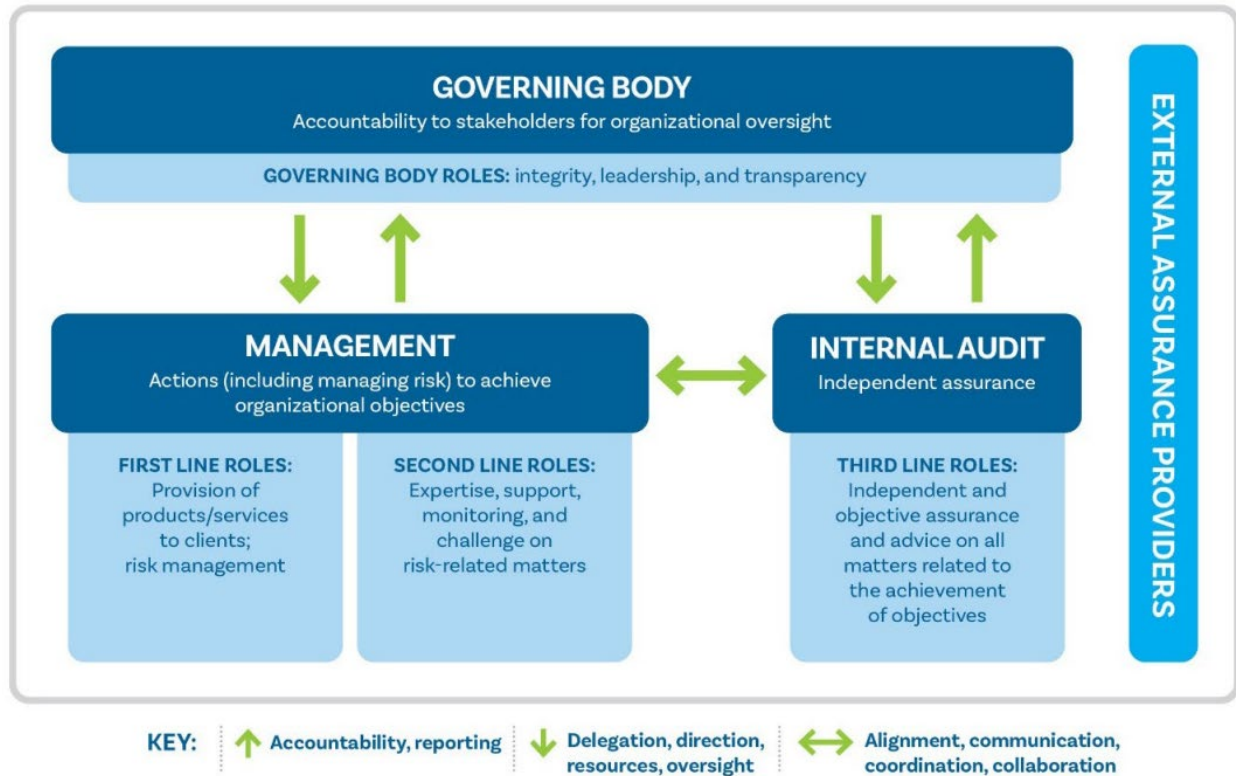 GOVERNING BODY
Accountability to stakeholders for organizational oversight
GOVERNING BODY ROLES: integrity, leadership, and transparency
MANAGEMENT
Actions (including managing risk) to achieve
organizational objectives
INTERNAL AUDIT
Independent assurance
FIRST LINE ROLES:
Provision of
products/services
to clients;
risk management
SECOND LINE ROLES:
Expertise, support,
monitoring, and
challenge on
risk-related matters
THIRD LINE ROLES:
Independent and
objective assurance
and advice on all
matters related to
the achievement
of objectives
EXTERNAL ASSURANCE PROVIDERS
KEY:
Accountability, reporting
Delegation, direction,
resources, oversight
Alignment, communication,
coordination, collaboration